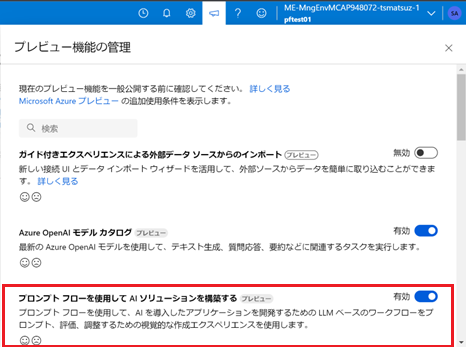 ME-MngEnvMCAP948072-tsmatsuz-1
pftest01
SA
プレビュー機能の管理
現在のプレビュー機能を一般公開する前に確認してください。 詳しく見る
Microsoft Azure プレビュー の追加使用条件を表示します。
検索
ガイド付きエクスペリエンスによる外部データ ソースからのインポート プレビュー 無効
新しい接続 UI とデータ インポート ウィザードを活用して、外部ソースからデータを簡単に取り込むことができま
す。 詳しく見る
Azure OpenAI モデル カタログ プレビュー 有効
最新の Azure OpenAI モデルを使用して、テキスト生成、質問応答、要約などに関連するタスクを実行します。
プロンプト フローを使用して AI ソリューションを構築する プレビュー 有効
プロンプト フローを使用して、AI を導入したアプリケーションを開発するための LLM ベースのワークフローをプ
ロンプト、評価、調整するための視覚的な作成エクスペリエンスを使用します。